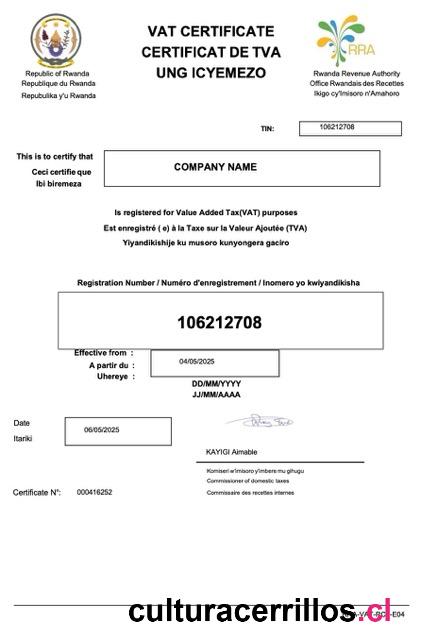 VAT CERTIFICATE
CERTIFICAT DE TVA
UNG ICYEMEZO
RRA
Republic of Rwanda
Republique du Rwanda
Repubulika y'u Rwanda
Rwanda Revenue Authority
Office Rwandais des Recettes
Ikigo cy'Imisoro n'Amahoro
TIN: 106212708
This is to certify that
Ceci certifie que
Ibi biremeza
COMPANY NAME
Is registered for Value Added Tax(VAT) purposes
Est enregistré ( e) à la Taxe sur la Valeur Ajoutée (TVA)
Yiyandikishije ku musoro kunyongera gaciro
Registration Number / Numéro d'enregistrement / Inomero yo kwiyandikisha
106212708
Effective from :
A partir du :
Uhereye :
04/05/2025
DD/MM/YYYY
JJ/MM/AAAA
Date
Itariki
06/05/2025
KAYIGI Aimable
Komiseri w'imisoro y'imbere mu gihugu
Commissioner of domestic taxes
Commissaire des recettes internes
Certificate N°: 000416252
culturacerrillos.cl